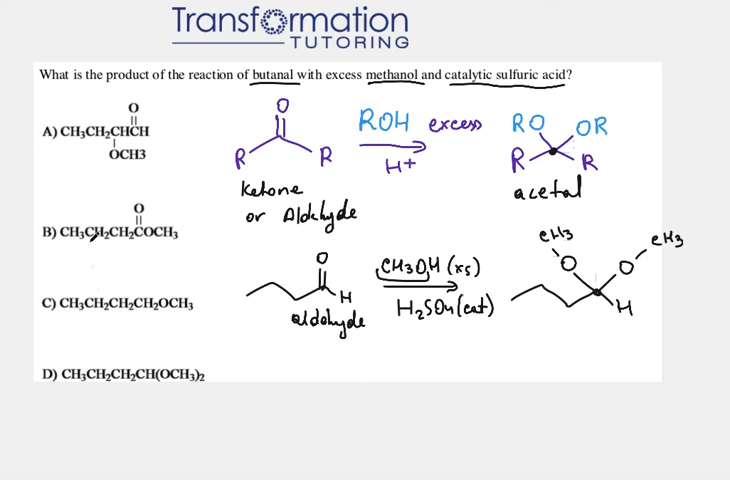 Transformation
TUTORING
What is the product of the reaction of butanal with excess methanol and catalytic sulfuric acid?
O
A) CH₃CH₂CHCH
OCH3
O
B) CH₃CH₂CH₂COCH₃
C) CH₃CH₂CH₂CH₂OCH₃
D) CH₃CH₂CH₂CH(OCH₃)₂
O
R R
Ketone
or Aldehyde
ROH excess
H+
RO OR
R R
acetal
O
H
aldehyde
CH3OH (xs)
H₂SO₄ (cat)
CH3 CH3
O O
H